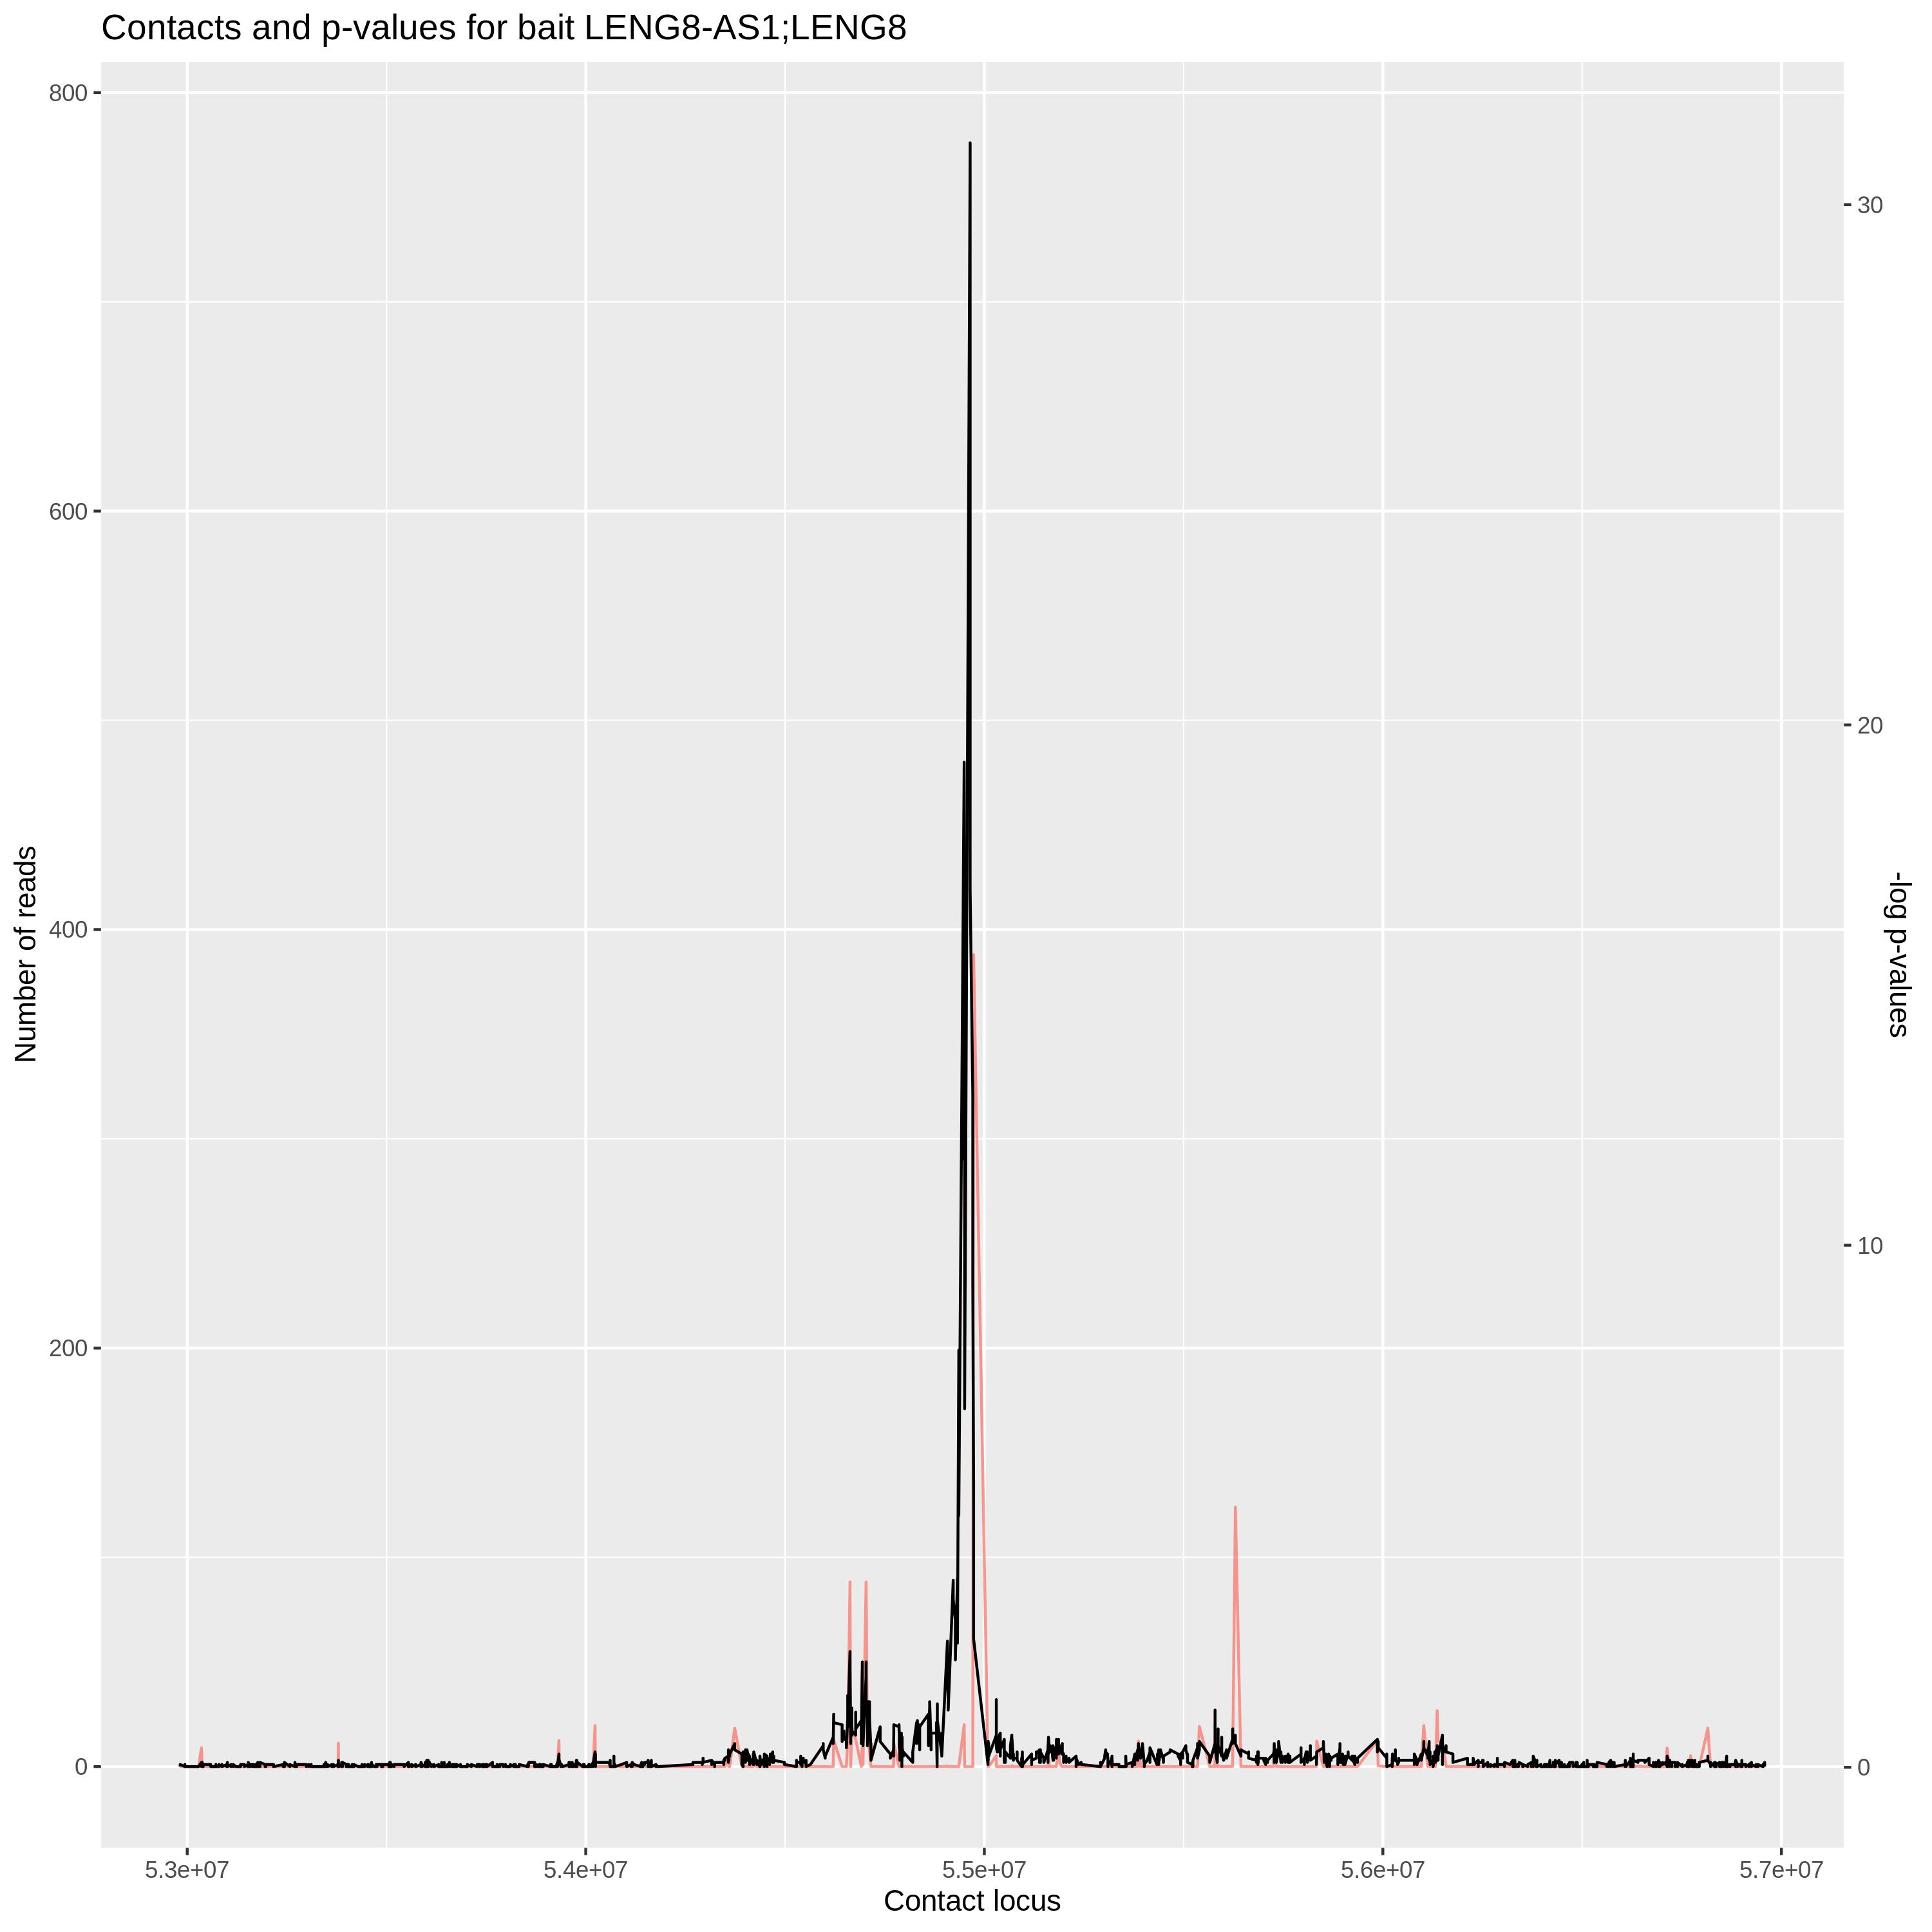 Contacts and p-values for bait LENG8-AS1;LENG8
800
600
400
200
0
Number of reads
30
20
10
0
-log p-values
5.3e+07
5.4e+07
5.5e+07
5.6e+07
5.7e+07
Contact locus